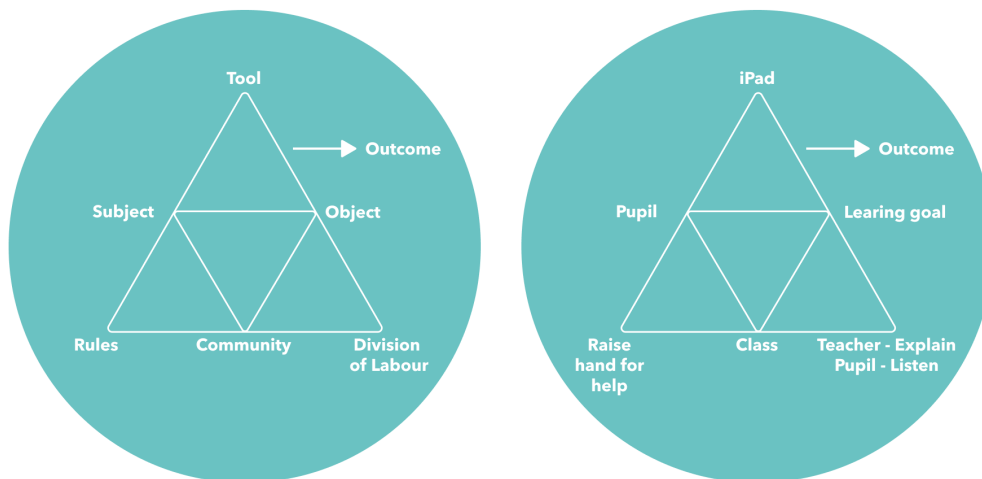 Tool
Outcome
Subject
Object
Rules
Community
Division
of Labour
iPad
Outcome
Pupil
Learing goal
Raise
hand for
help
Class
Teacher - Explain
Pupil - Listen